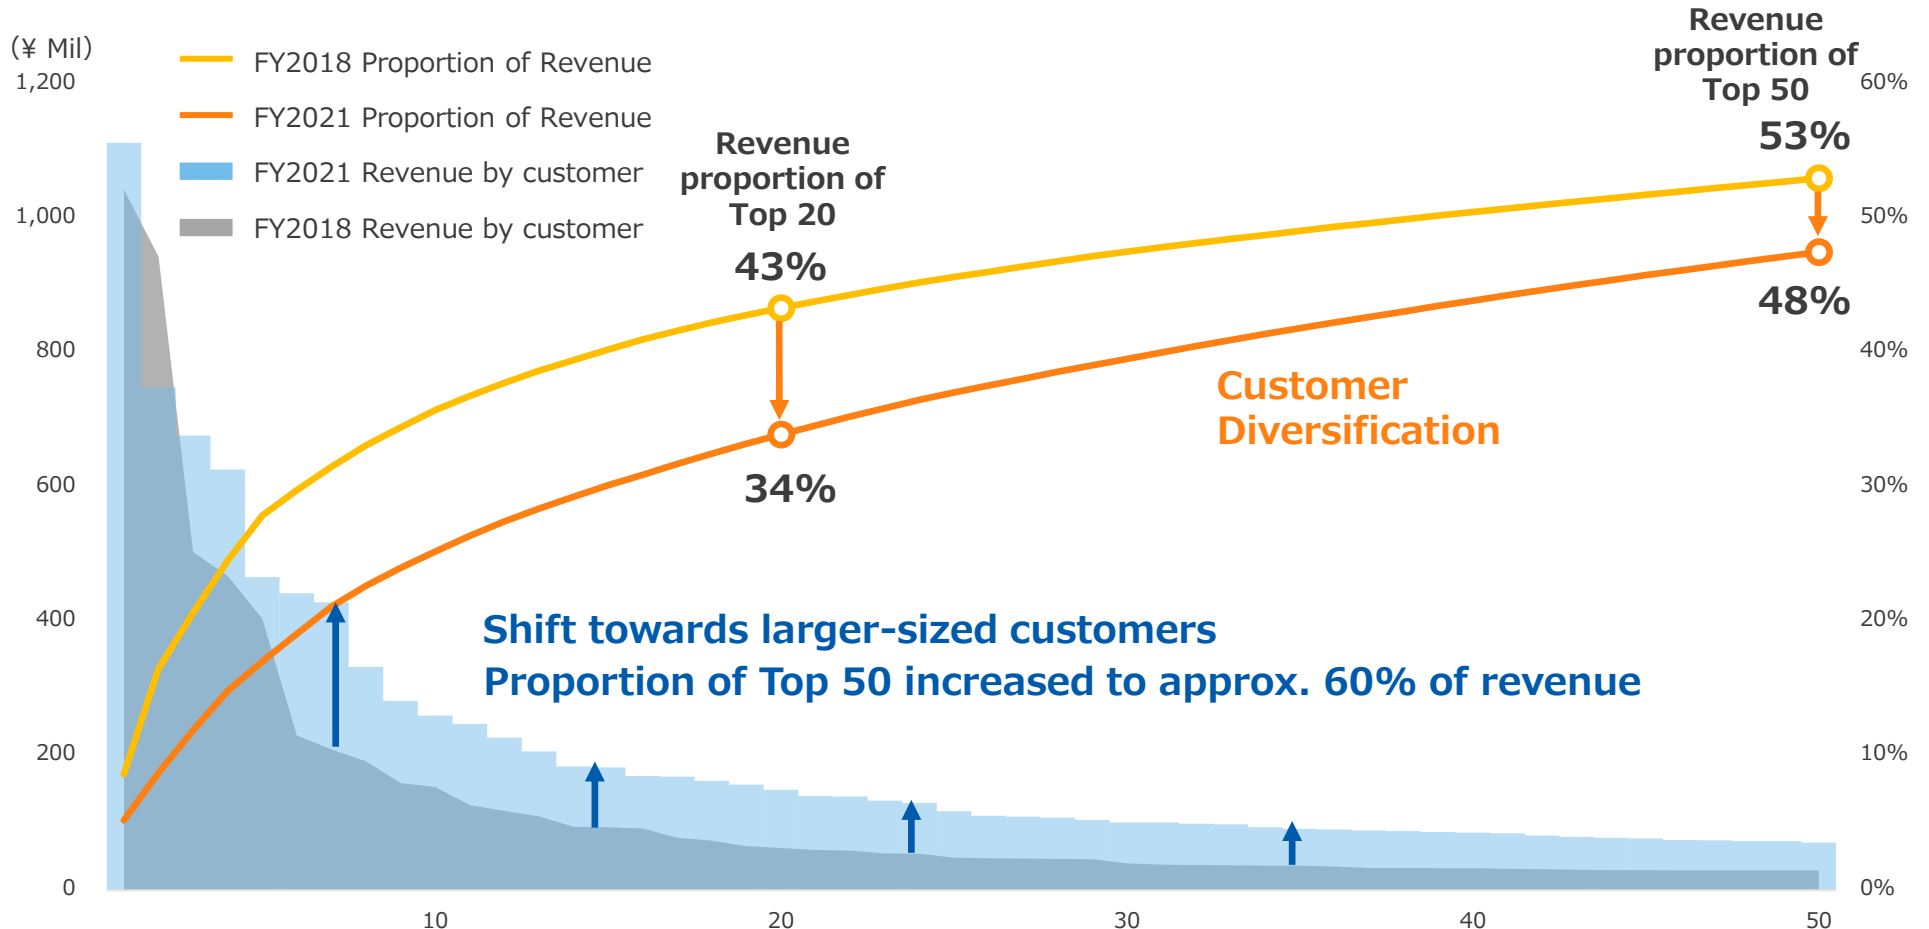 (¥ Mil)
1,200
1,000
800
600
400
200
0
FY2018 Proportion of Revenue
FY2021 Proportion of Revenue
FY2021 Revenue by customer
FY2018 Revenue by customer
Revenue
proportion of
Top 20
43%
34%
Revenue
proportion of
Top 50
53%
48%
Customer
Diversification
Shift towards larger-sized customers
Proportion of Top 50 increased to approx. 60% of revenue
60%
50%
40%
30%
20%
10%
0%
10
20
30
40
50